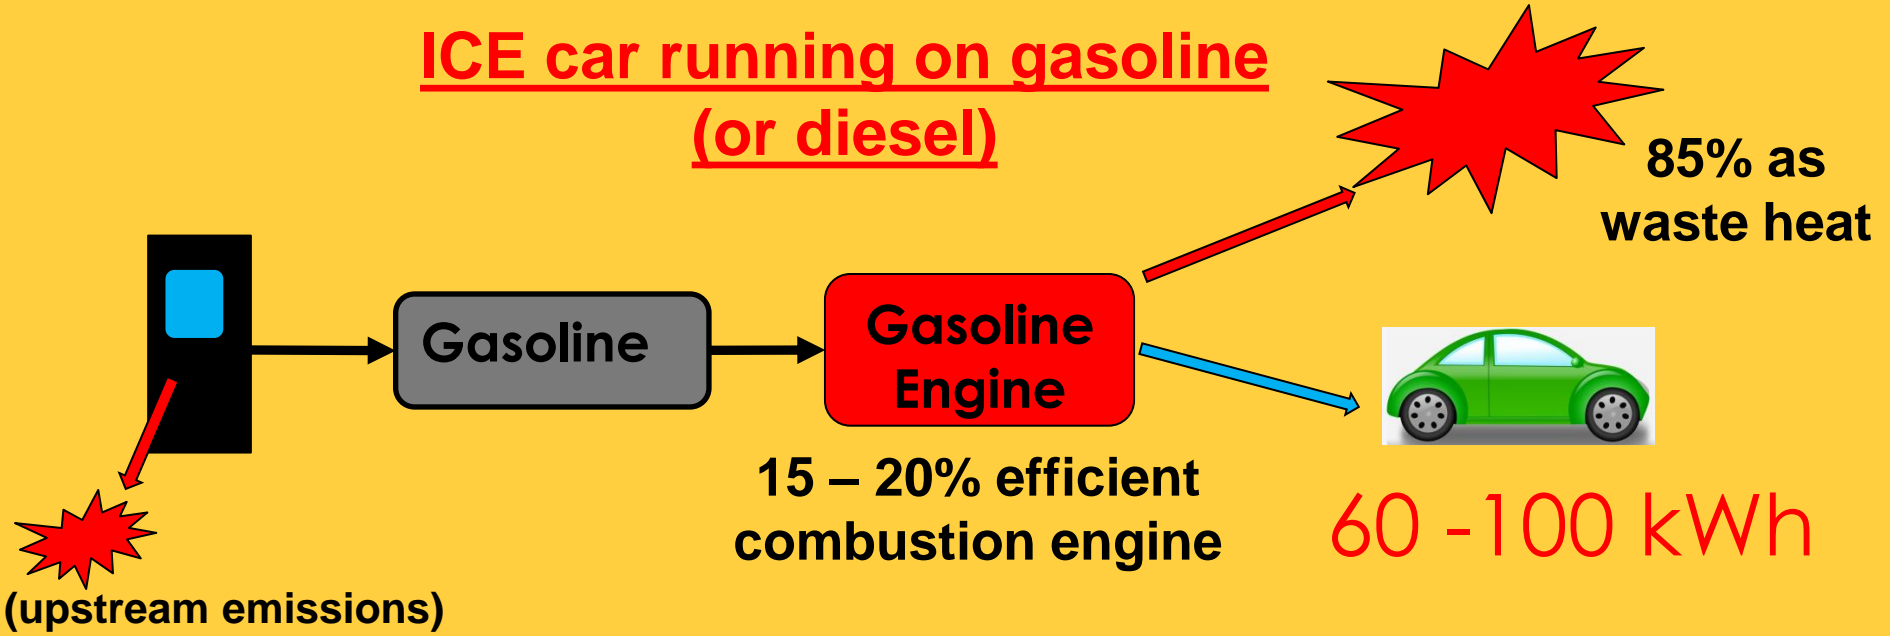 ICE car running on gasoline
(or diesel)
85% as
waste heat
Gasoline
Gasoline
Engine
15 – 20% efficient
combustion engine
60 -100 kWh
(upstream emissions)